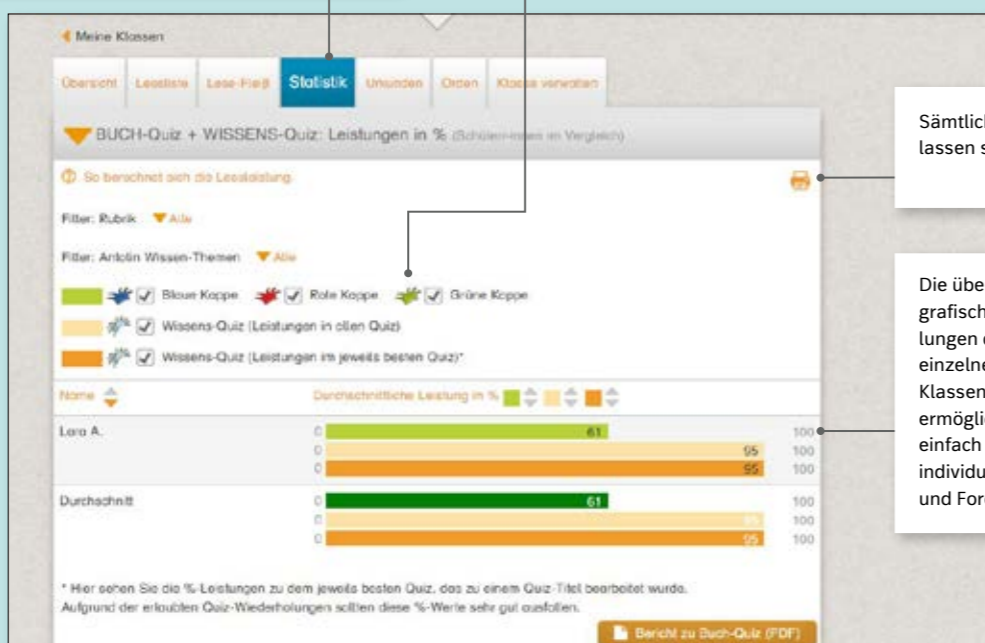 Meine Klassen
Übersicht Leseliste Lese-Fleiß Statistik Urkunden Orden Klasse verwalten
BUCH-Quiz + WISSENS-Quiz: Leistungen in % (Schüler/-innen im Vergleich)
So berechnet sich die Leseleistung
Sämtlich
lassen s
Filter: Rubrik Alle
Filter: Antolin Wissen-Themen Alle
Blaue Kappe Rote Kappe Grüne Kappe
Wissens-Quiz (Leistungen in allen Quiz)
Wissens-Quiz (Leistungen im jeweils besten Quiz)*
Name Durchschnittliche Leistung in %
Lara A. 0 61 100
0 95 100
0 95 100
Durchschnitt 0 61 100
0 95 100
0 95 100
Die übe
grafisch
lungen
einzelne
Klassen
ermöglic
einfach
individu
und For
* Hier sehen Sie die %-Leistungen zu dem jeweils besten Quiz, das zu einem Quiz-Titel bearbeitet wurde.
Aufgrund der erlaubten Quiz-Wiederholungen sollten diese %-Werte sehr gut ausfallen.
Bericht zu Buch-Quiz (PDF)